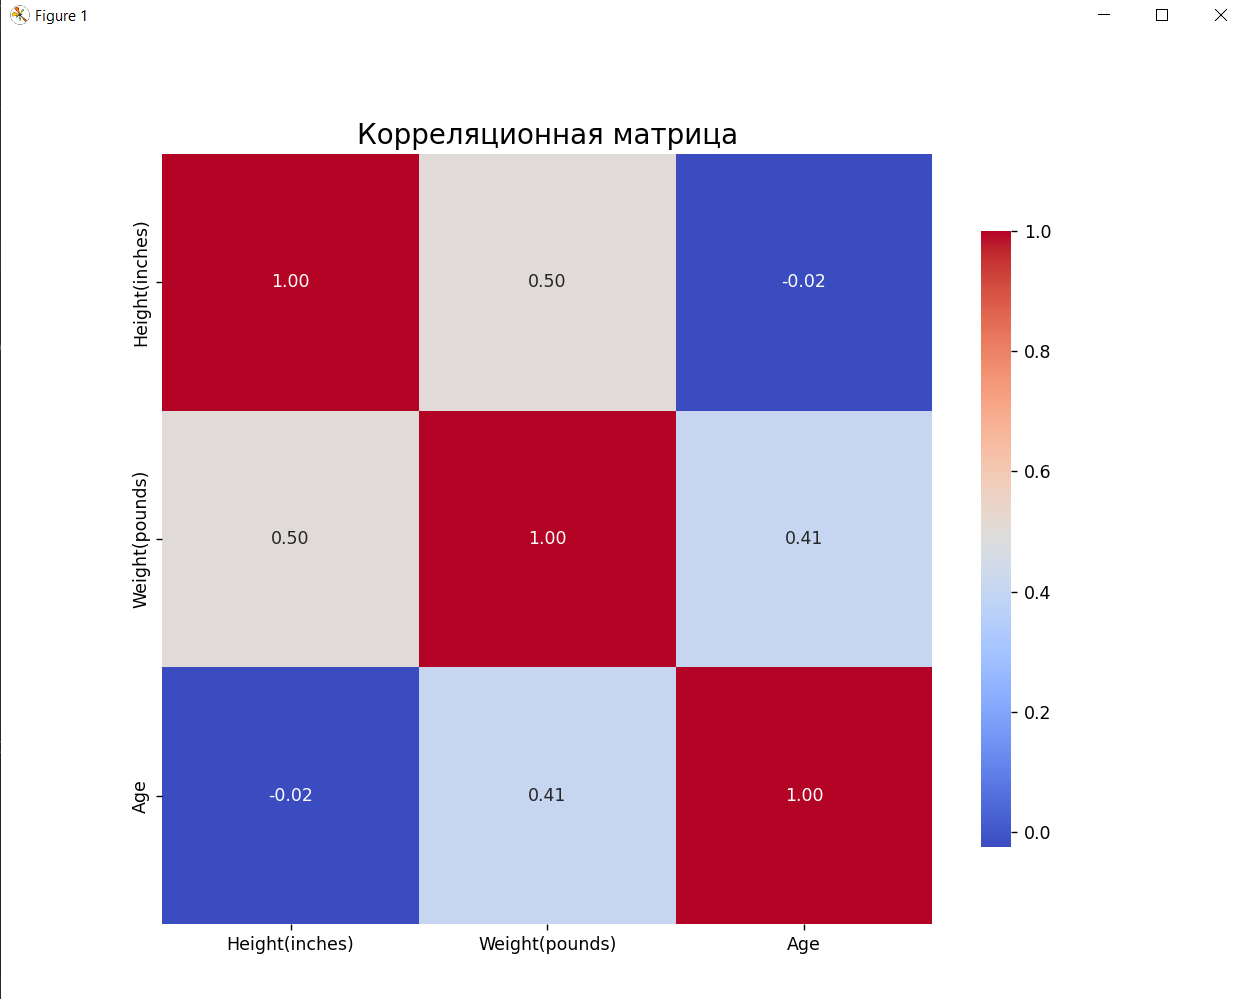 Figure 1
Корреляционная матрица
Height(inches)
1.00 0.50 -0.02
Weight(pounds)
0.50 1.00 0.41
Age
-0.02 0.41 1.00
Height(inches) Weight(pounds) Age
1.0
0.8
0.6
0.4
0.2
0.0